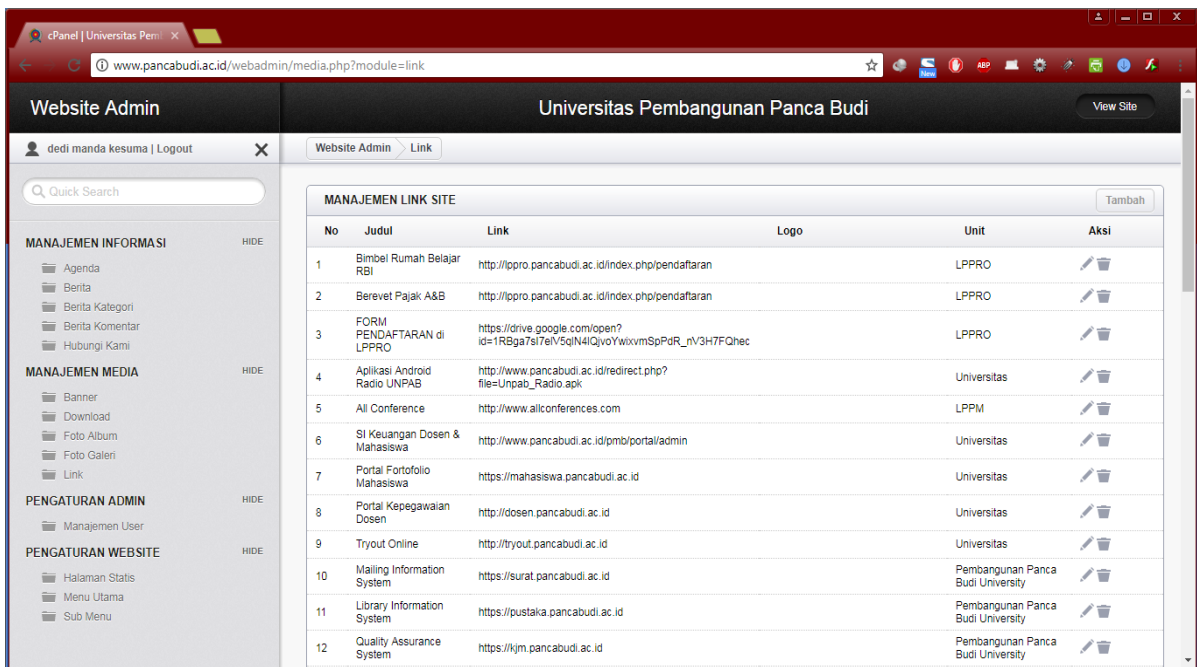 cPanel | Universitas Pemb
www.pancabudi.ac.id/webadmin/media.php?module=link
New
ABP
Website Admin
Universitas Pembangunan Panca Budi
View Site
dedi manda kesuma | Logout
Website Admin
Link
Quick Search
MANAJEMEN INFORMASI
HIDE
Agenda
Berita
Berita Kategori
Berita Komentar
Hubungi Kami
MANAJEMEN MEDIA
HIDE
Banner
Download
Foto Album
Foto Galeri
Link
PENGATURAN ADMIN
HIDE
Manajemen User
PENGATURAN WEBSITE
HIDE
Halaman Statis
Menu Utama
Sub Menu
MANAJEMEN LINK SITE
Tambah
No Judul Link Logo Unit Aksi
1 Bimbel Rumah Belajar
RBI
http://lppro.pancabudi.ac.id/index.php/pendaftaran
LPPRO
2 Berevet Pajak A&B http://lppro.pancabudi.ac.id/index.php/pendaftaran LPPRO
3 FORM
PENDAFTARAN di
LPPRO
https://drive.google.com/open?
LPPRO
4 Aplikasi Android
Radio UNPAB
http://www.pancabudi.ac.id/redirect.php?
file=Unpab_Radio.apk
Universitas
5 All Conference http://www.allconferences.com LPPM
6 SI Keuangan Dosen &
Mahasiswa
http://www.pancabudi.ac.id/pmb/portal/admin
Universitas
7 Portal Fortofolio
Mahasiswa
https://mahasiswa.pancabudi.ac.id
Universitas
8 Portal Kepegawaian
Dosen
http://dosen.pancabudi.ac.id
Universitas
9 Tryout Online http://tryout.pancabudi.ac.id Universitas
10 Mailing Information
System
https://surat.pancabudi.ac.id
Pembangunan Panca
Budi University
11 Library Information
System
https://pustaka.pancabudi.ac.id
Pembangunan Panca
Budi University
12 Quality Assurance
System
https://kjm.pancabudi.ac.id
Pembangunan Panca
Budi University